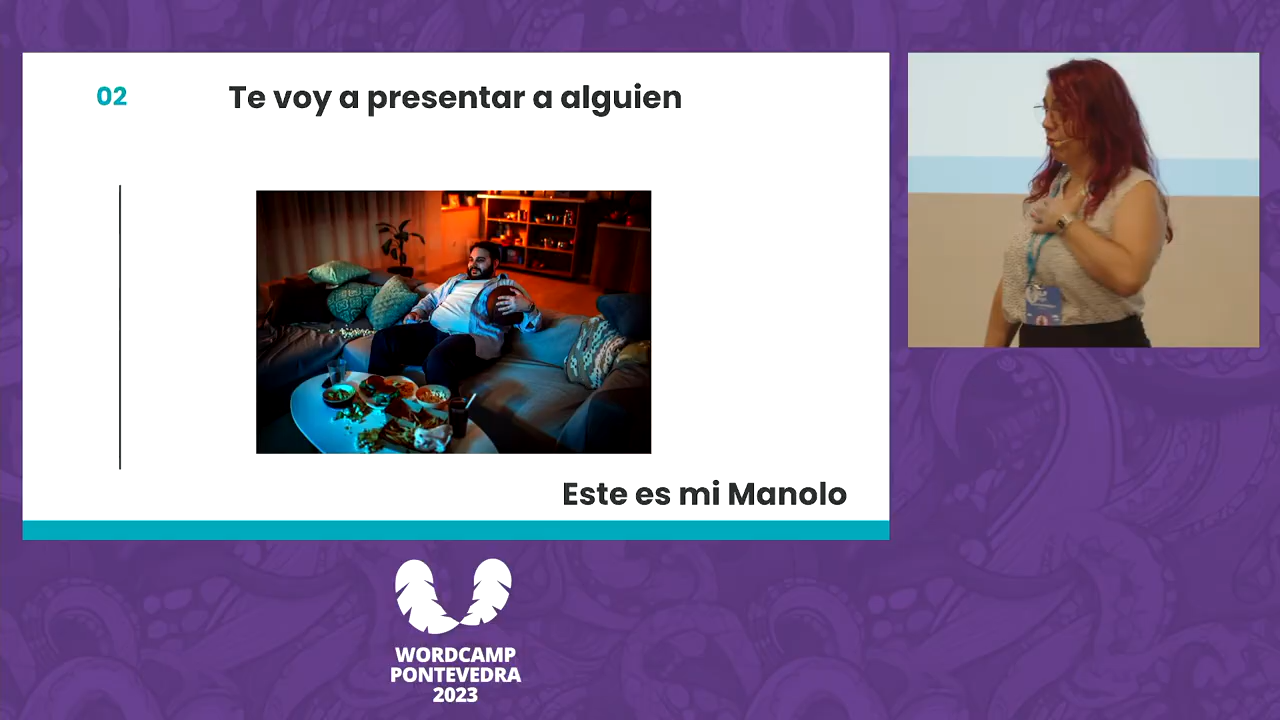 02
Te voy a presentar a alguien
Este es mi Manolo
WORDCAMP
PONTEVEDRA
2023